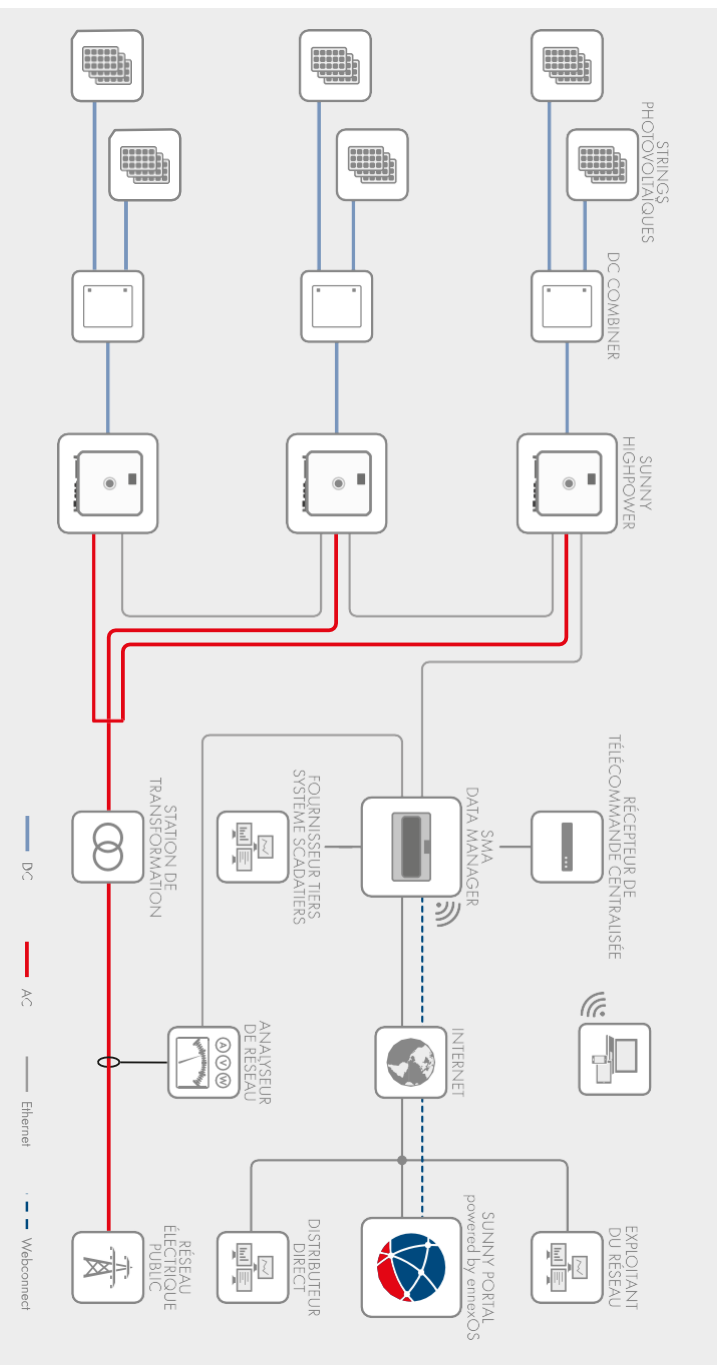 STRINGS
PHOTOVOLTAÏQUES
DC COMBINER
SUNNY
HIGHPOWER
RÉCEPTEUR DE
TÉLÉCOMMANDE CENTRALISÉE
SMA
DATA MANAGER
FOURNISSEUR TIERS
SYSTÈME SCADATIERS
STATION DE
TRANSFORMATION
INTERNET
ANALYSEUR
DE RÉSEAU
A V W
EXPLOITANT
DU RÉSEAU
SUNNY PORTAL
powered by ennexOS
DISTRIBUTEUR
DIRECT
RÉSEAU
ÉLECTRIQUE
PUBLIC
DC
AC
Ethernet
Webconnect